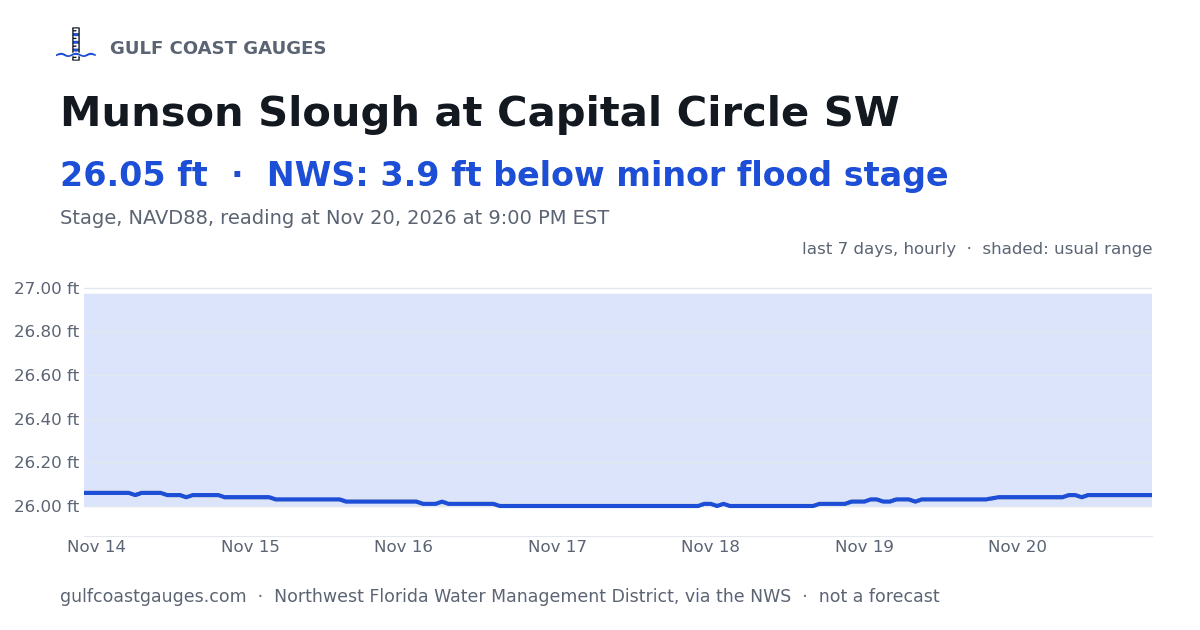 GULF COAST GAUGES
Munson Slough at Capital Circle SW
26.05 ft · NWS: 3.9 ft below minor flood stage
Stage, NAVD88, reading at Nov 20, 2026 at 9:00 PM EST
last 7 days, hourly · shaded: usual range
27.00 ft
26.80 ft
26.60 ft
26.40 ft
26.20 ft
26.00 ft
Nov 14 Nov 15 Nov 16 Nov 17 Nov 18 Nov 19 Nov 20
gulfcoastgauges.com · Northwest Florida Water Management District, via the NWS · not a forecast